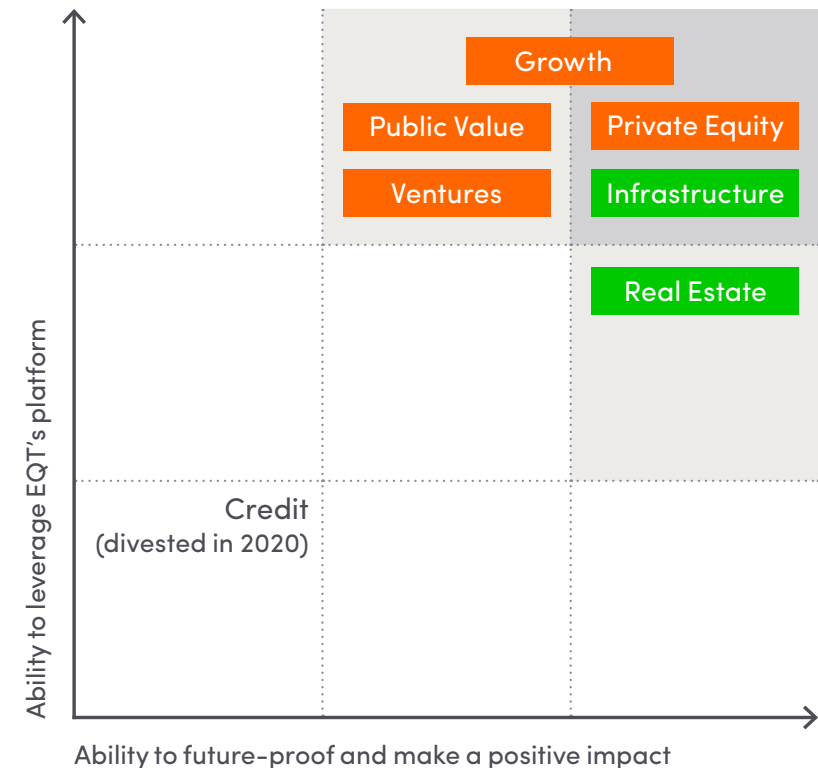 Growth
Public Value
Private Equity
Ventures
Infrastructure
Real Estate
Credit
(divested in 2020)
Ability to leverage EQT's platform
Ability to future-proof and make a positive impact